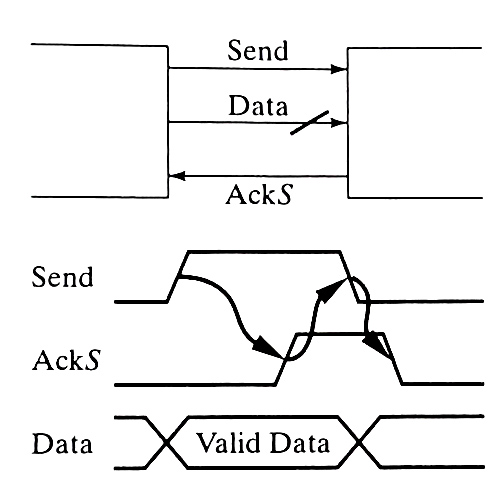 Send
Data
AckS
Send
AckS
Data Valid Data